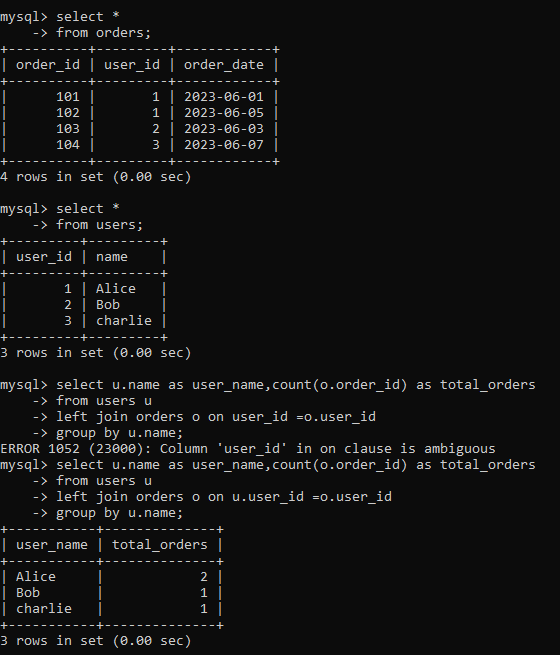 mysql> select *
    -> from orders;
+----------+---------+------------+
| order_id | user_id | order_date |
+----------+---------+------------+
|      101 |       1 | 2023-06-01 |
|      102 |       1 | 2023-06-05 |
|      103 |       2 | 2023-06-03 |
|      104 |       3 | 2023-06-07 |
+----------+---------+------------+
4 rows in set (0.00 sec)

mysql> select *
    -> from users;
+---------+---------+
| user_id | name    |
+---------+---------+
|       1 | Alice   |
|       2 | Bob     |
|       3 | charlie |
+---------+---------+
3 rows in set (0.00 sec)

mysql> select u.name as user_name,count(o.order_id) as total_orders
    -> from users u
    -> left join orders o on user_id =o.user_id
    -> group by u.name;
ERROR 1052 (23000): Column 'user_id' in on clause is ambiguous
mysql> select u.name as user_name,count(o.order_id) as total_orders
    -> from users u
    -> left join orders o on u.user_id =o.user_id
    -> group by u.name;
+-----------+--------------+
| user_name | total_orders |
+-----------+--------------+
| Alice     |            2 |
| Bob       |            1 |
| charlie   |            1 |
+-----------+--------------+
3 rows in set (0.00 sec)